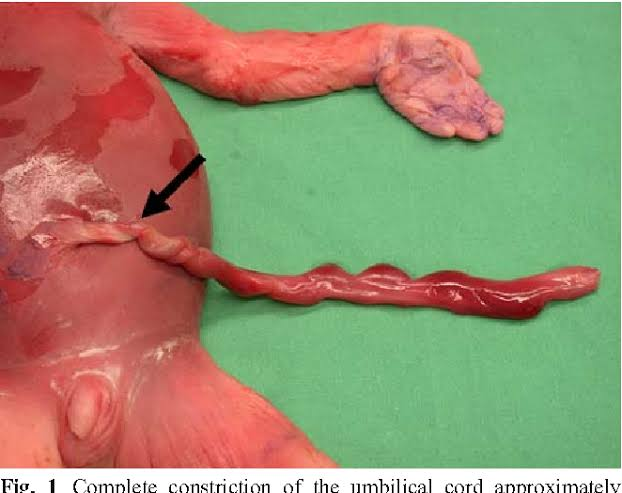 Fig. 1 Complete constriction of the umbilical cord approximately